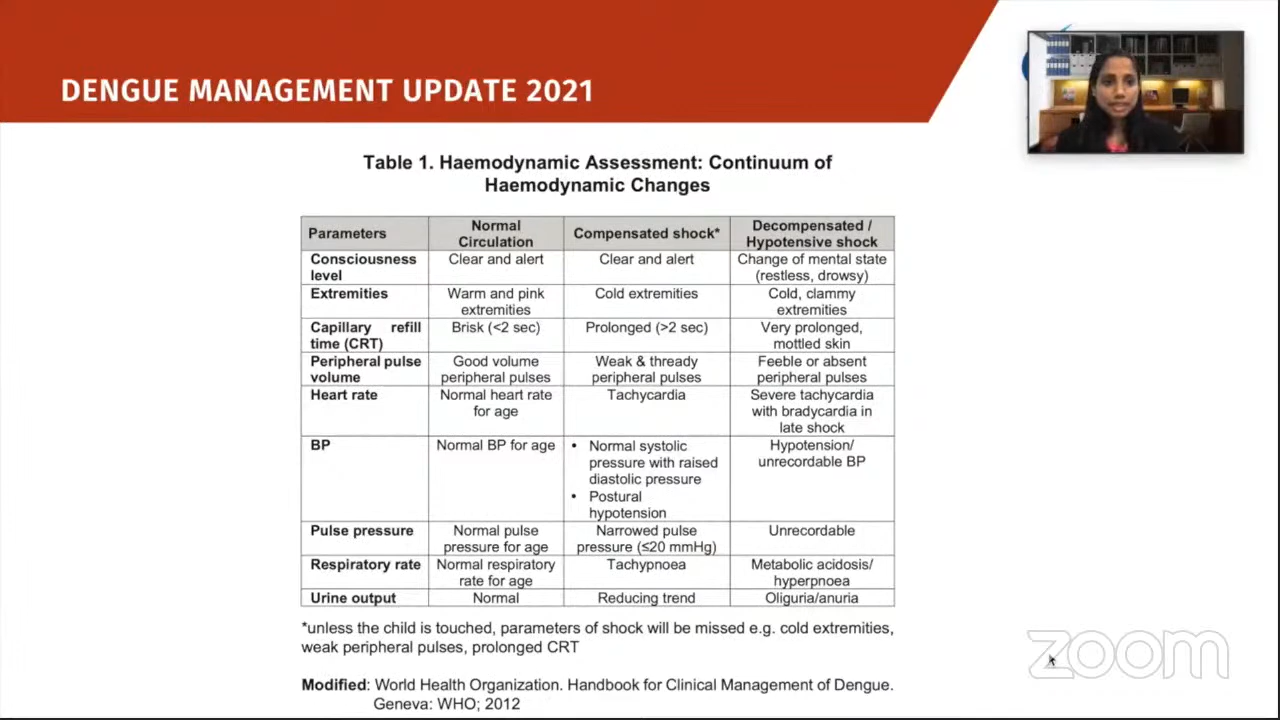 DENGUE MANAGEMENT UPDATE 2021
Table 1. Haemodynamic Assessment: Continuum of
Haemodynamic Changes
Parameters
Normal
Circulation
Compensated shock*
Decompensated /
Hypotensive shock
Consciousness
level
Clear and alert
Clear and alert
Change of mental state
(restless, drowsy)
Extremities
Warm and pink
extremities
Cold extremities
Cold, clammy
extremities
Capillary refill
time (CRT)
Brisk (<2 sec)
Prolonged (>2 sec)
Very prolonged,
mottled skin
Peripheral pulse
volume
Good volume
peripheral pulses
Weak & thready
peripheral pulses
Feeble or absent
peripheral pulses
Heart rate
Normal heart rate
for age
Tachycardia
Severe tachycardia
with bradycardia in
late shock
BP
Normal BP for age
• Normal systolic
pressure with raised
diastolic pressure
• Postural
hypotension
Hypotension/
unrecordable BP
Pulse pressure
Normal pulse
pressure for age
Narrowed pulse
pressure (≤20 mmHg)
Unrecordable
Respiratory rate
Normal respiratory
rate for age
Tachypnoea
Metabolic acidosis/
hyperpnoea
Urine output
Normal
Reducing trend
Oliguria/anuria
*unless the child is touched, parameters of shock will be missed e.g. cold extremities,
weak peripheral pulses, prolonged CRT
Modified: World Health Organization. Handbook for Clinical Management of Dengue.
Geneva: WHO; 2012
zoom